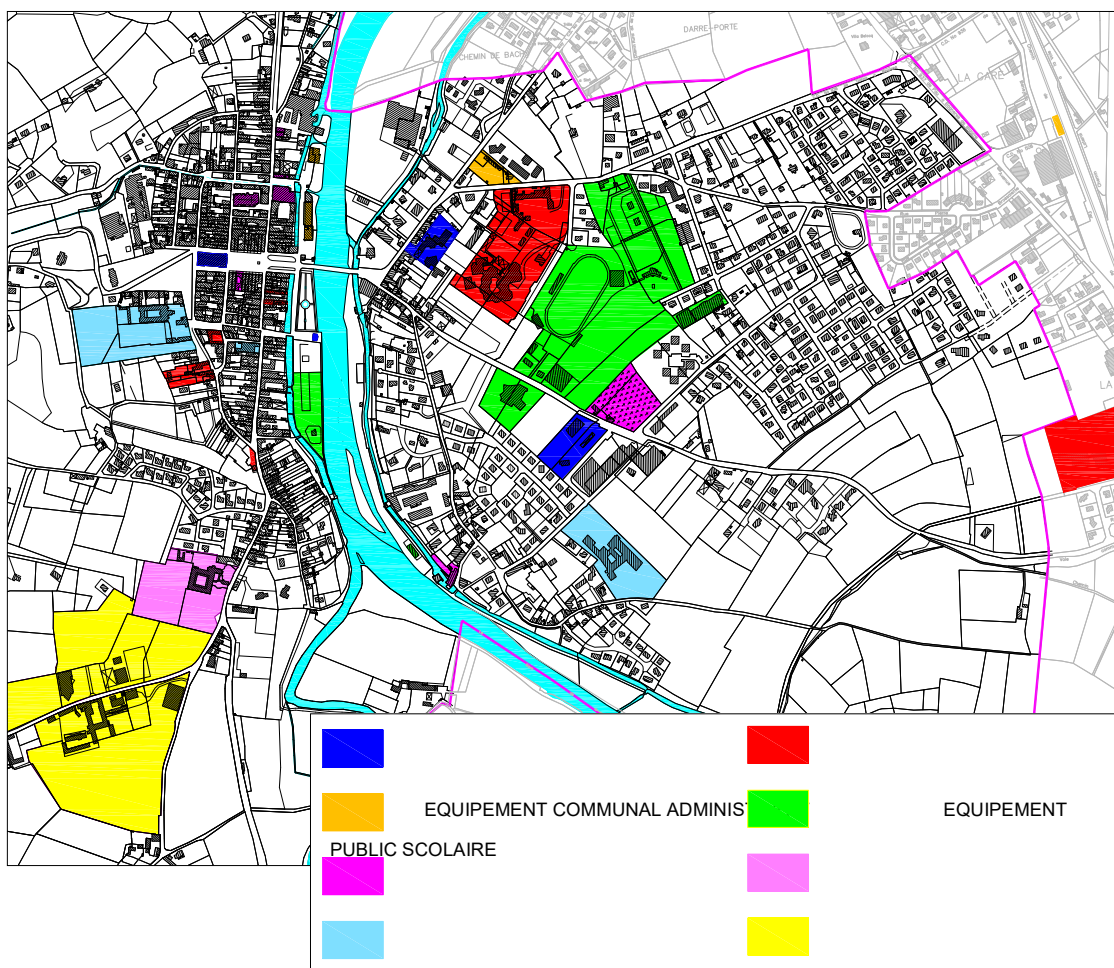 DARRE-PORTE
CHEMIN DE BAC
LA GARE
LA
EQUIPEMENT COMMUNAL ADMINIS
EQUIPEMENT
PUBLIC SCOLAIRE